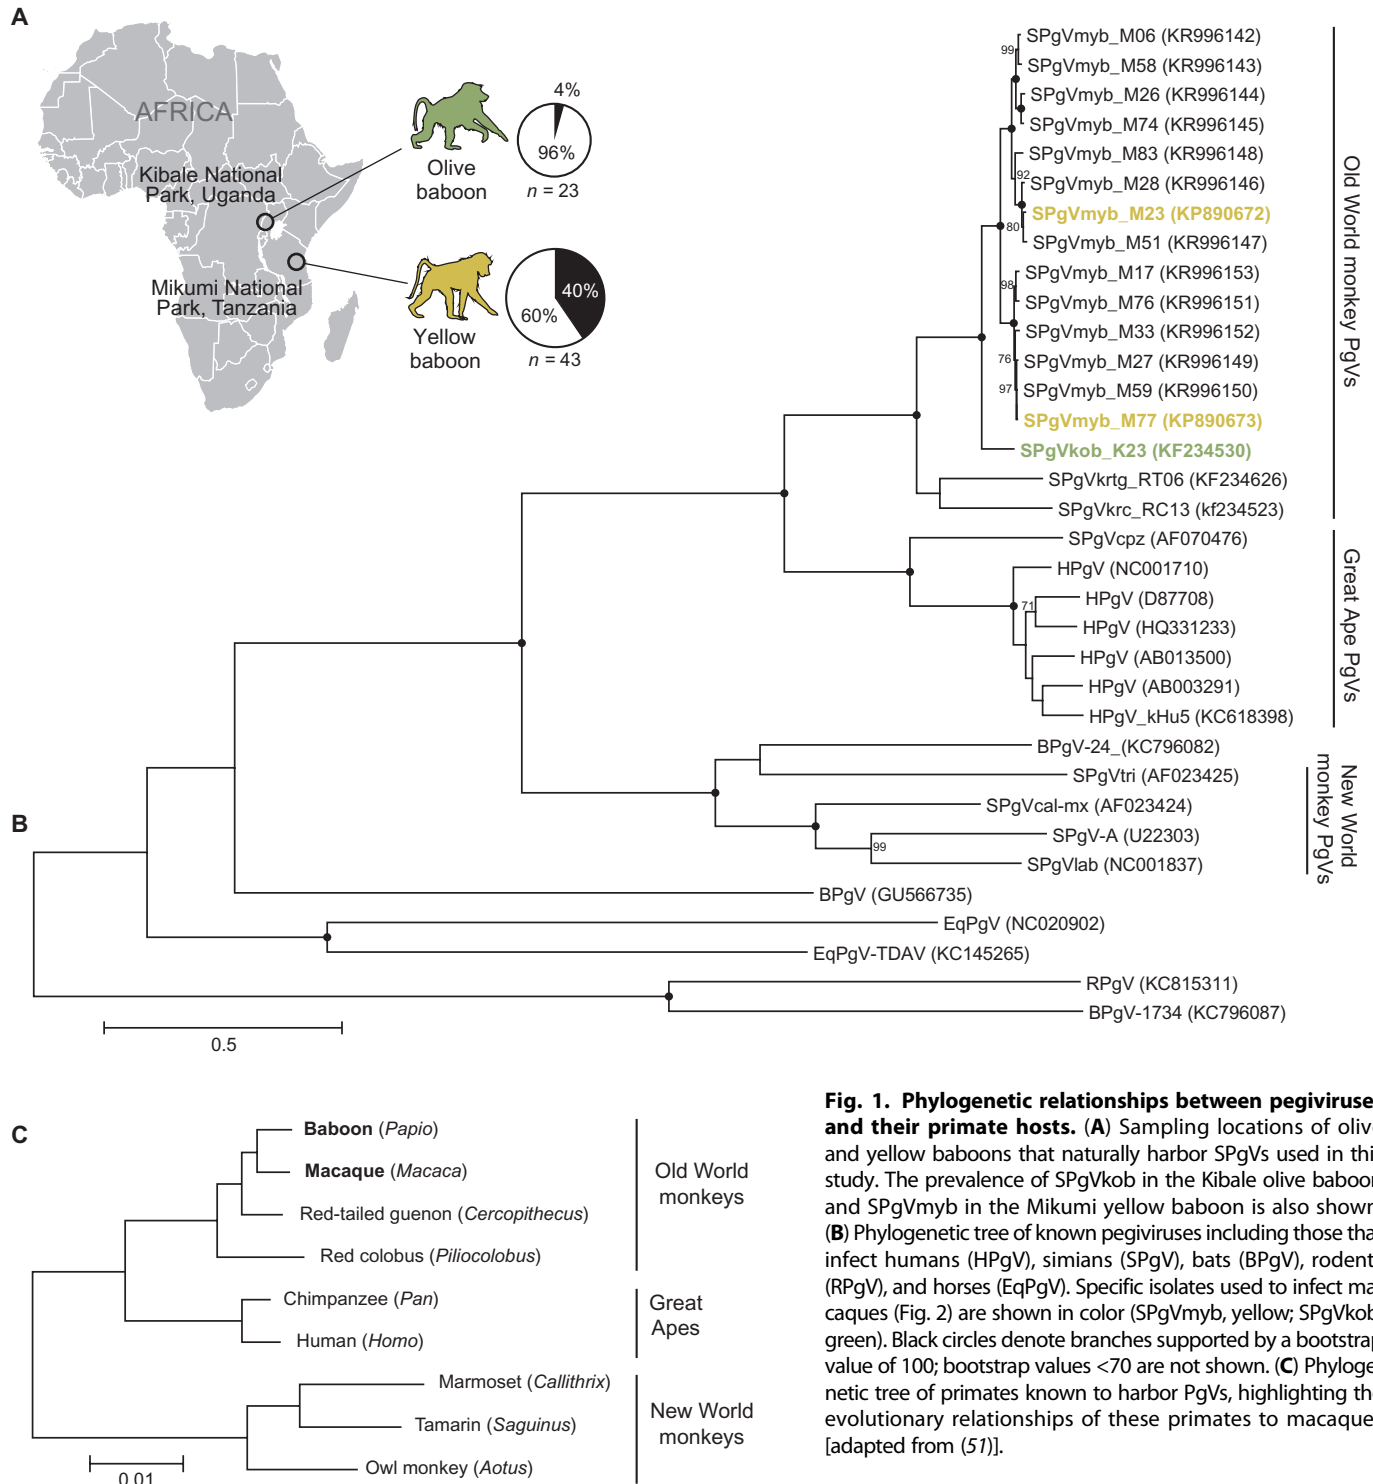 A
AFRICA
Kibale National
Park, Uganda
Mikumi National
Park, Tanzania
Olive
baboon
4%
96%
n = 23
Yellow
baboon
40%
60%
n = 43
B
SPgVmyb_M06 (KR996142)
99
SPgVmyb_M58 (KR996143)
SPgVmyb_M26 (KR996144)
SPgVmyb_M74 (KR996145)
SPgVmyb_M83 (KR996148)
92
SPgVmyb_M28 (KR996146)
SPgVmyb_M23 (KP890672)
80
SPgVmyb_M51 (KR996147)
SPgVmyb_M17 (KR996153)
98
SPgVmyb_M76 (KR996151)
SPgVmyb_M33 (KR996152)
76
SPgVmyb_M27 (KR996149)
97
SPgVmyb_M59 (KR996150)
SPgVmyb_M77 (KP890673)
SPgVkob_K23 (KF234530)
SPgVkrtg_RT06 (KF234626)
SPgVkrc_RC13 (kf234523)
Old World monkey PgVs
SPgVcpz (AF070476)
HPgV (NC001710)
71
HPgV (D87708)
HPgV (HQ331233)
HPgV (AB013500)
HPgV (AB003291)
HPgV_kHu5 (KC618398)
Great Ape PgVs
BPgV-24_(KC796082)
SPgVtri (AF023425)
SPgVcal-mx (AF023424)
SPgV-A (U22303)
99
SPgVlab (NC001837)
New World
monkey PgVs
BPgV (GU566735)
EqPgV (NC020902)
EqPgV-TDAV (KC145265)
RPgV (KC815311)
BPgV-1734 (KC796087)
0.5
C
Baboon (Papio)
Macaque (Macaca)
Red-tailed guenon (Cercopithecus)
Red colobus (Piliocolobus)
Old World
monkeys
Chimpanzee (Pan)
Human (Homo)
Great
Apes
Marmoset (Callithrix)
Tamarin (Saguinus)
Owl monkey (Aotus)
New World
monkeys
0.01
Fig. 1. Phylogenetic relationships between pegiviruse
and their primate hosts. (A) Sampling locations of oliv
and yellow baboons that naturally harbor SPgVs used in thi
study. The prevalence of SPgVkob in the Kibale olive baboon
and SPgVmyb in the Mikumi yellow baboon is also shown
(B) Phylogenetic tree of known pegiviruses including those tha
infect humans (HPgV), simians (SPgV), bats (BPgV), rodent
(RPgV), and horses (EqPgV). Specific isolates used to infect ma
caques (Fig. 2) are shown in color (SPgVmyb, yellow; SPgVkob
green). Black circles denote branches supported by a bootstrap
value of 100; bootstrap values <70 are not shown. (C) Phyloge
netic tree of primates known to harbor PgVs, highlighting the
evolutionary relationships of these primates to macaque
[adapted from (51)].